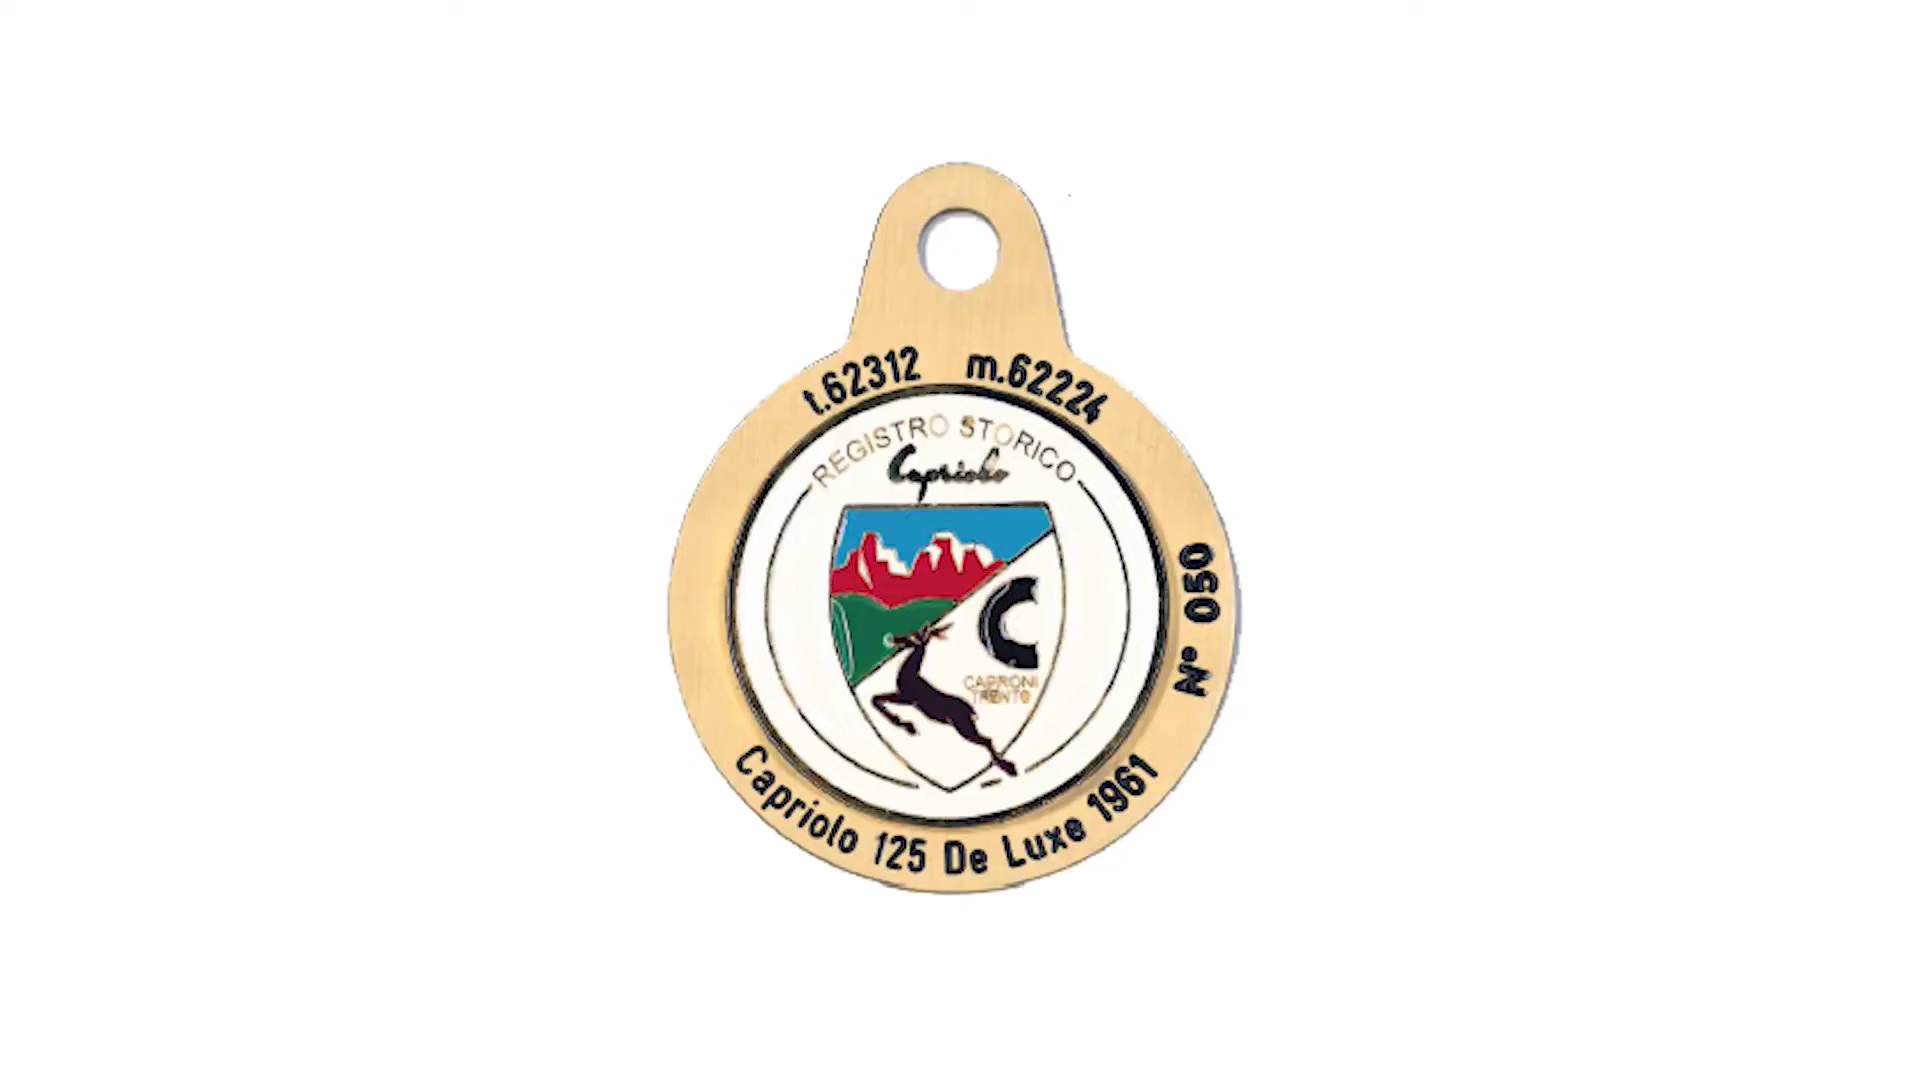 t.62312 m.62224
REGISTRO STORICO
Capriolo
CAPRONI
TRENTO
N° 050
Capriolo 125 De Luxe 1961